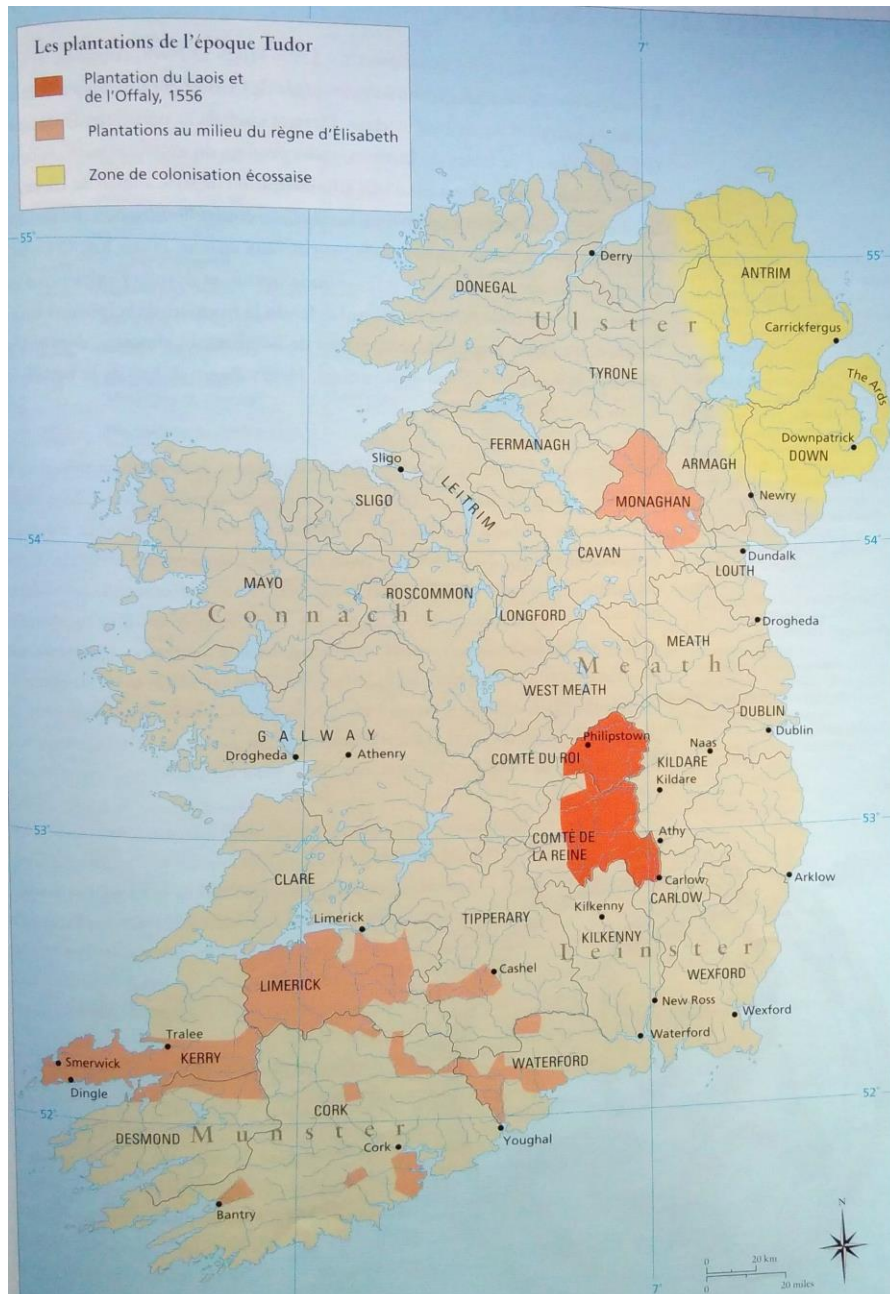 Les plantations de l'époque Tudor
Plantation du Laois et
de l'Offaly, 1556
Plantations au milieu du règne d'Élisabeth
Zone de colonisation écossaise
7°
55°
55
Derry
ANTRIM
DONEGAL
Ulster
Carrickfergus
TYRONE
The Ards
FERMANAGH
Downpatrick
DOWN
ARMAGH
Sligo
LEITRIM
SLIGO
MONAGHAN
Newry
54°
54°
CAVAN
Dundalk
LOUTH
MAYO
ROSCOMMON
Connacht
LONGFORD
Drogheda
MEATH
Meath
WEST MEATH
DUBLIN
Dublin
GALWAY
Philipstown
Naas
Drogheda
Athenry
COMTÉ DU ROI
KILDARE
Kildare
53°
53°
Athy
COMTÉ DE
LA REINE
CLARE
Carlow
CARLOW
Arklow
Limerick
TIPPERARY
Kilkenny
KILKENNY
Leinster
Cashel
WEXFORD
LIMERICK
New Ross
Wexford
Tralee
Waterford
Smerwick
KERRY
WATERFORD
Dingle
52°
52°
CORK
DESMOND
Munster
Youghal
Cork
Bantry
N
0
20 km
0
20 miles
7°